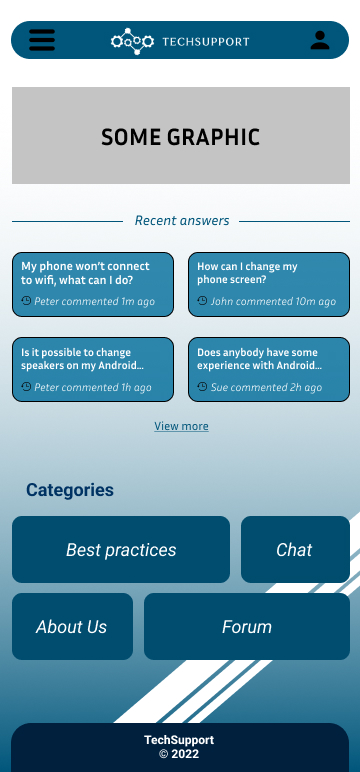 TECHSUPPORT
SOME GRAPHIC
Recent answers
My phone won't connect
to wifi, what can I do?
Peter commented 1m ago
How can I change my
phone screen?
John commented 10m ago
Is it possible to change
speakers on my Android...
Peter commented 1h ago
Does anybody have some
experience with Android...
Sue commented 2h ago
View more
Categories
Best practices
Chat
About Us
Forum
TechSupport
© 2022